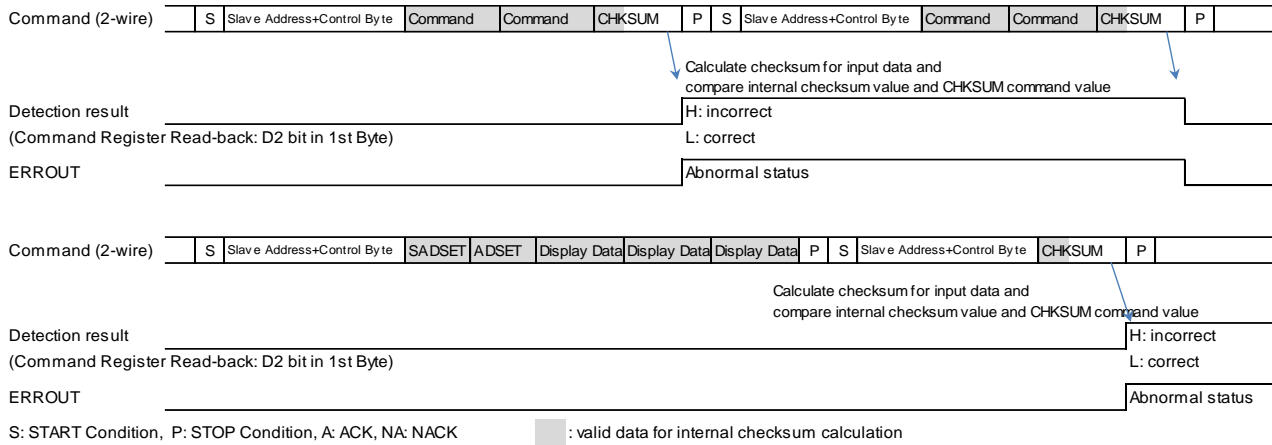 Command (2-wire) S Slave Address+Control Byte Command Command CHKSUM P S Slave Address+Control Byte Command Command CHKSUM P
Calculate checksum for input data and
compare internal checksum value and CHKSUM command value
Detection result H: incorrect
(Command Register Read-back: D2 bit in 1st Byte) L: correct
ERROUT Abnormal status
Command (2-wire) S Slave Address+Control Byte SADSET ADSET Display Data Display Data Display Data P S Slave Address+Control Byte CHKSUM P
Calculate checksum for input data and
compare internal checksum value and CHKSUM command value
Detection result H: incorrect
(Command Register Read-back: D2 bit in 1st Byte) L: correct
ERROUT Abnormal status
S: START Condition, P: STOP Condition, A: ACK, NA: NACK : valid data for internal checksum calculation